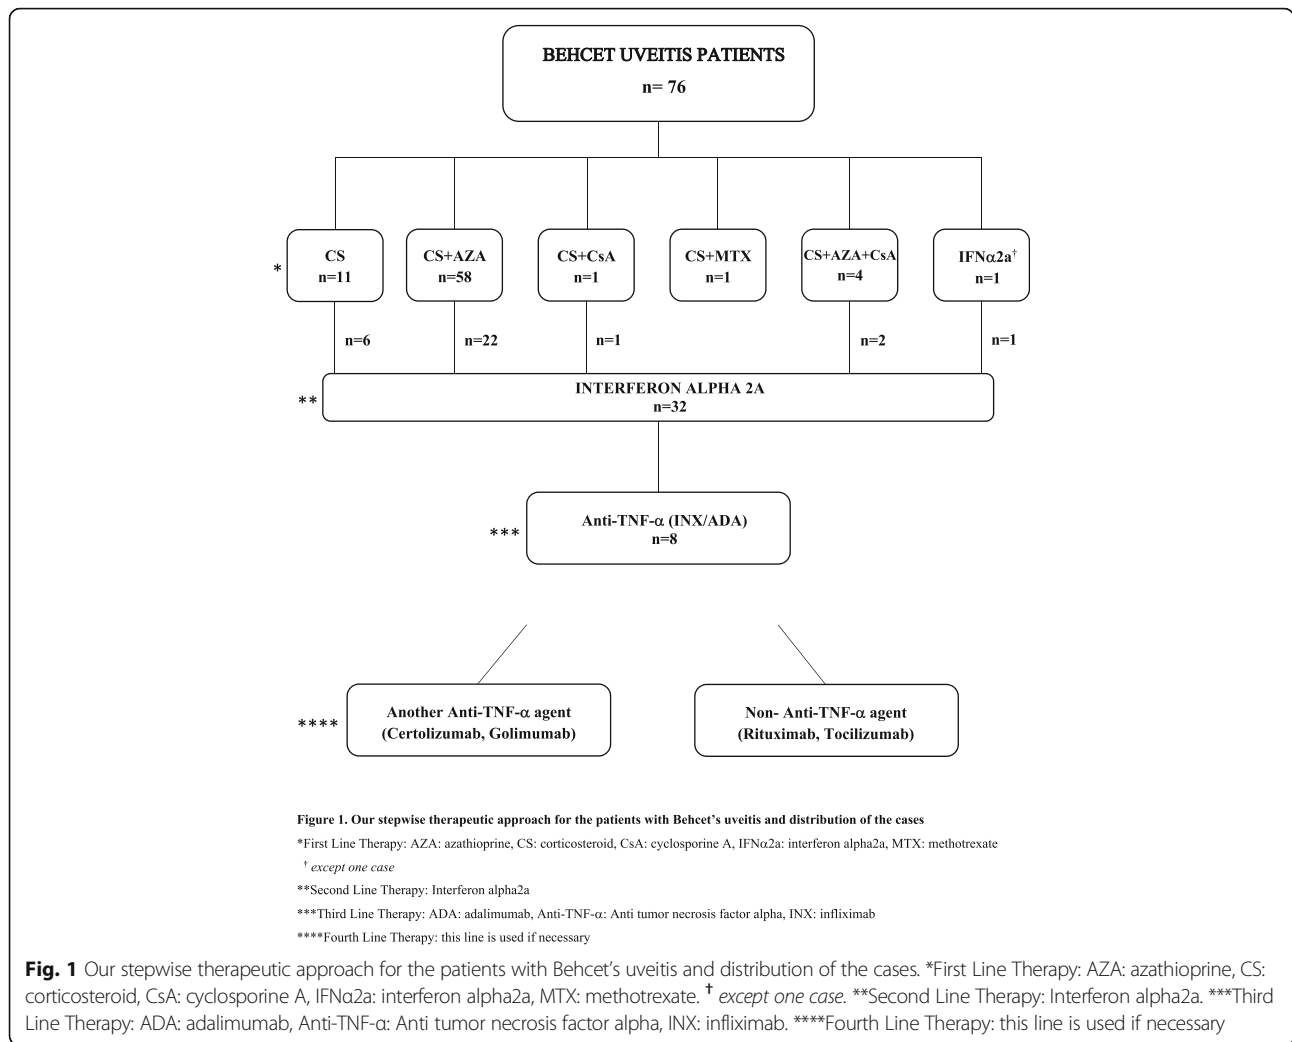 BEHCET UVEITIS PATIENTS
n= 76
*
CS
n=11
CS+AZA
n=58
CS+CsA
n=1
CS+MTX
n=1
CS+AZA+CsA
n=4
IFNα2a†
n=1
n=6
n=22
n=1
n=2
n=1
**
INTERFERON ALPHA 2A
n=32
***
Anti-TNF-α (INX/ADA)
n=8
****
Another Anti-TNF-α agent
(Certolizumab, Golimumab)
Non- Anti-TNF-α agent
(Rituximab, Tocilizumab)
Figure 1. Our stepwise therapeutic approach for the patients with Behcet's uveitis and distribution of the cases
*First Line Therapy: AZA: azathioprine, CS: corticosteroid, CsA: cyclosporine A, IFNα2a: interferon alpha2a, MTX: methotrexate
† except one case
**Second Line Therapy: Interferon alpha2a
***Third Line Therapy: ADA: adalimumab, Anti-TNF-α: Anti tumor necrosis factor alpha, INX: infliximab
****Fourth Line Therapy: this line is used if necessary
Fig. 1 Our stepwise therapeutic approach for the patients with Behcet's uveitis and distribution of the cases. *First Line Therapy: AZA: azathioprine, CS:
corticosteroid, CsA: cyclosporine A, IFNα2a: interferon alpha2a, MTX: methotrexate. † except one case. **Second Line Therapy: Interferon alpha2a. ***Third
Line Therapy: ADA: adalimumab, Anti-TNF-α: Anti tumor necrosis factor alpha, INX: infliximab. ****Fourth Line Therapy: this line is used if necessary